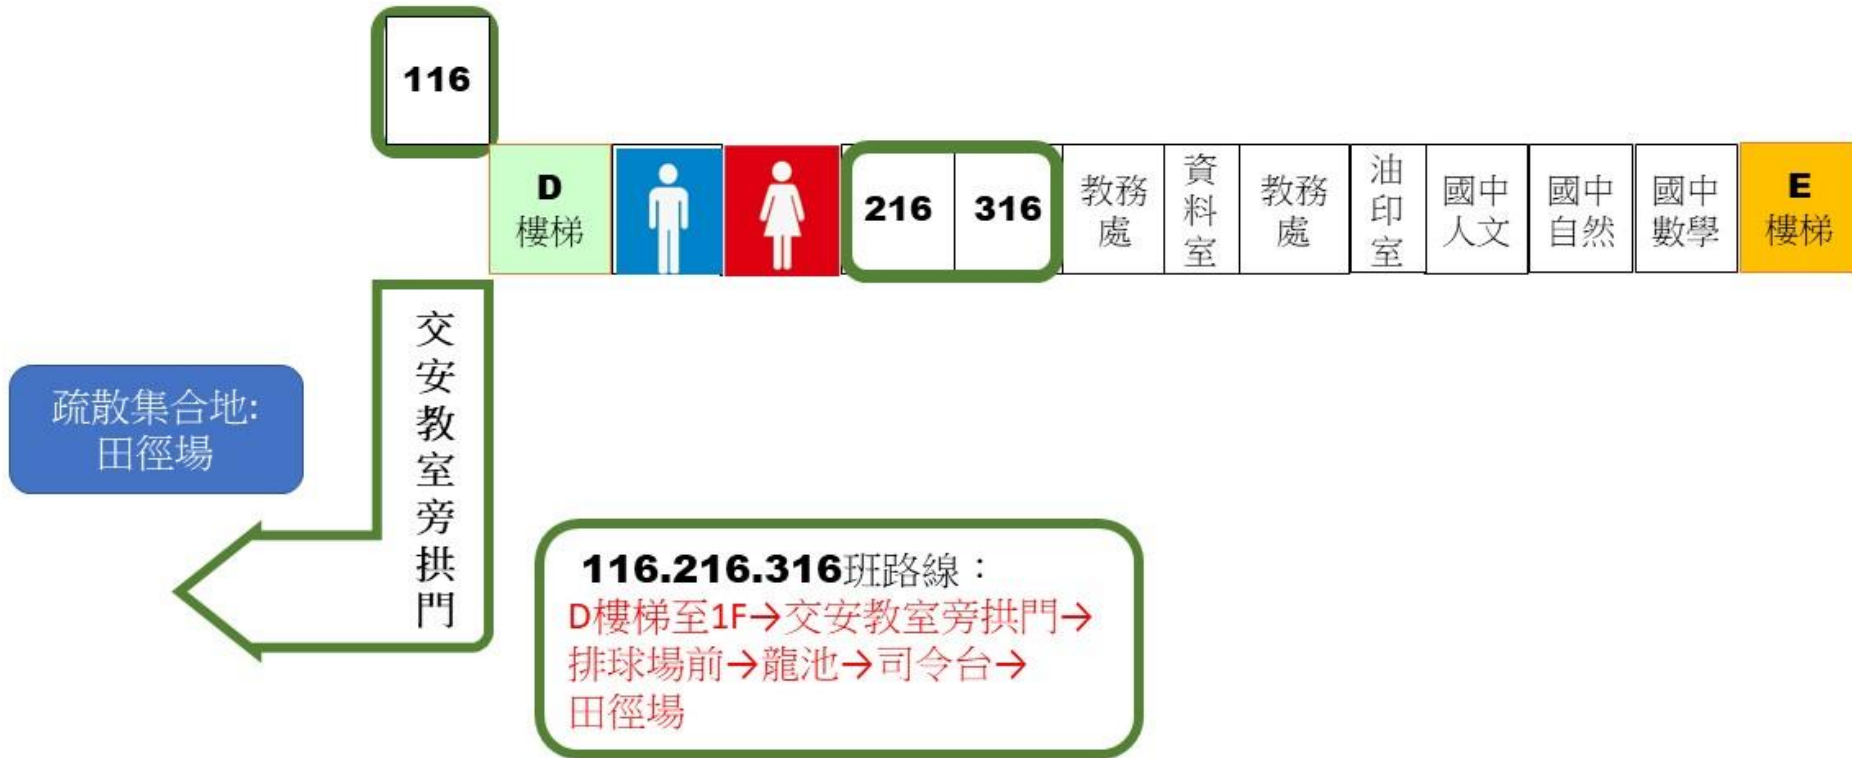 116
D
樓梯
216
316
教務
處
資
料
室
教務
處
油
印
室
國中
人文
國中
自然
國中
數學
E
樓梯
交
安
教
室
旁
拱
門
疏散集合地:
田徑場
116.216.316班路線：
D樓梯至1F→交安教室旁拱門→
排球場前→龍池→司令台→
田徑場